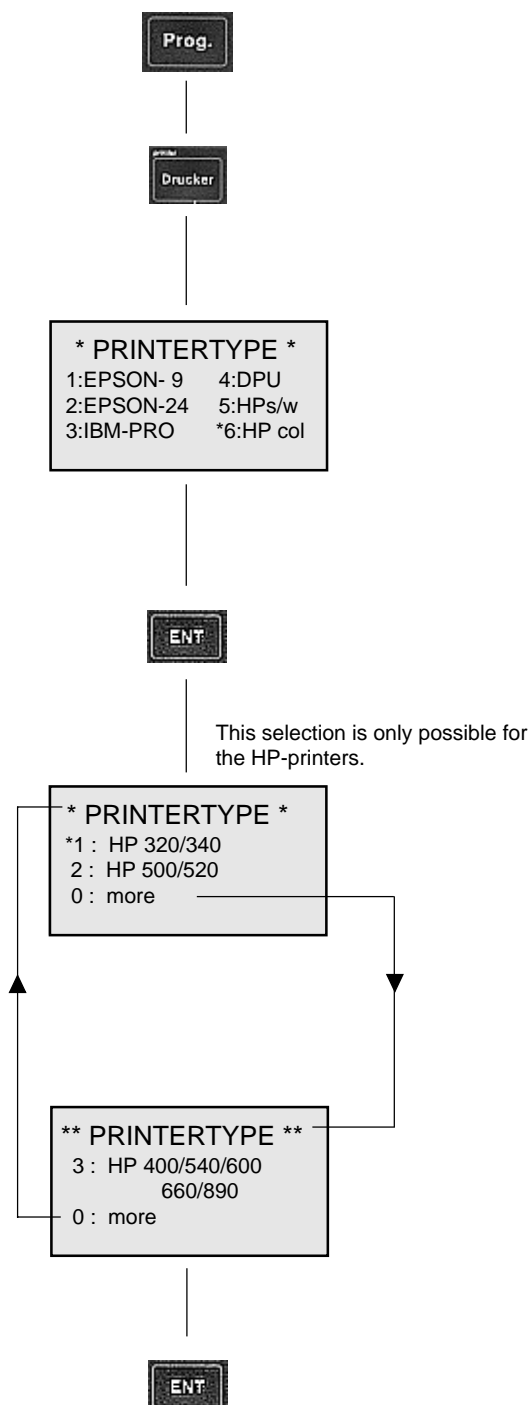 Prog.
printer
Drucker
* PRINTERTYPE *
1:EPSON- 9 4:DPU
2:EPSON-24 5:HPs/w
3:IBM-PRO *6:HP col
ENT
This selection is only possible for
the HP-printers.
* PRINTERTYPE *
*1 : HP 320/340
2 : HP 500/520
0 : more
** PRINTERTYPE **
3 : HP 400/540/600
660/890
0 : more
ENT